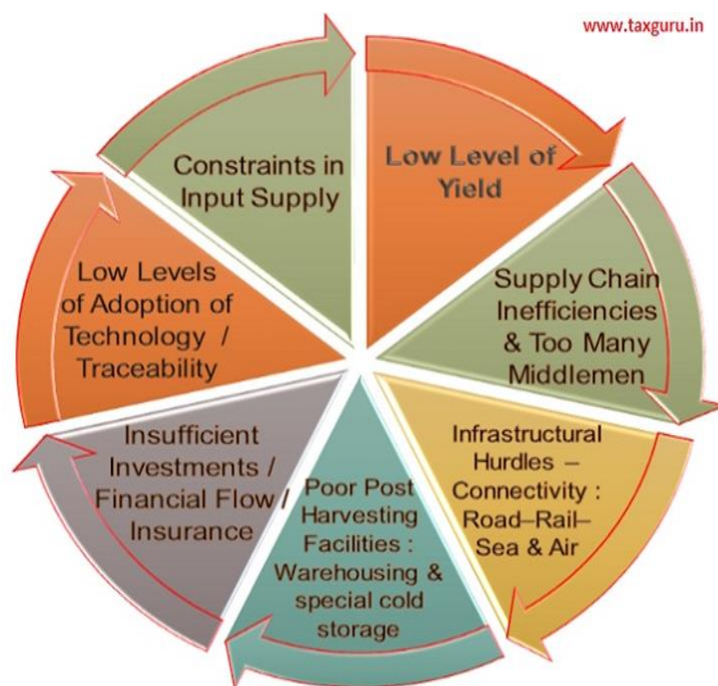 www.taxguru.in
Low Level of
Yield
Supply Chain
Inefficiencies
& Too Many
Middlemen
Infrastructural
Hurdles –
Connectivity :
Road–Rail–
Sea & Air
Poor Post
Harvesting
Facilities :
Warehousing &
special cold
storage
Insufficient
Investments /
Financial Flow /
Insurance
Low Levels
of Adoption of
Technology /
Traceability
Constraints in
Input Supply